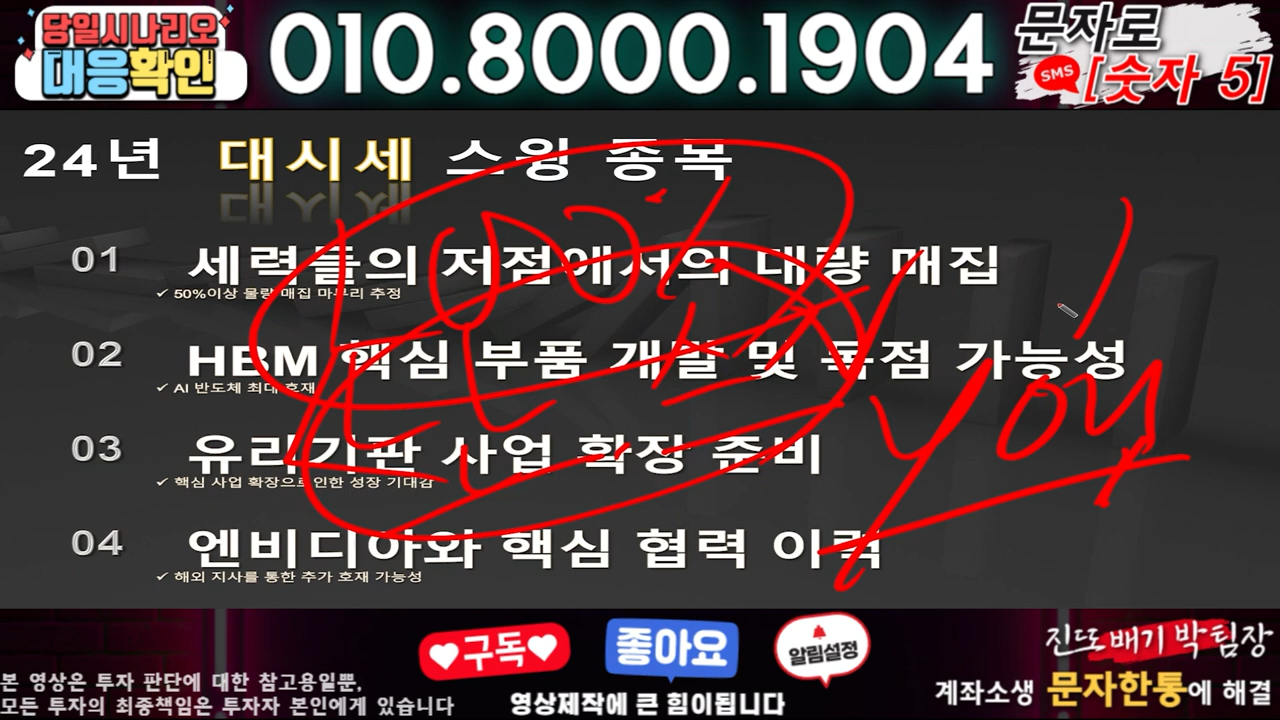 당일시나리오
대응확인
010.8000.1904
문자로
SMS
[숫자 5]
24년 대시세 스윙 종목
01 세력들의 저점에서의 대량 매집
✓ 50%이상 물량 매집 마무리 추정
02 HBM 핵심 부품 개발 및 독점 가능성
✓ AI 반도체 최대 호재
03 유리기판 사업 확장 준비
✓ 핵심 사업 확장으로인한 성장 기대감
04 엔비디아와 핵심 협력 이력
✓ 해외 지사를 통한 추가 호재 가능성
구독
좋아요
알림설정
진또배기 박팀장
본 영상은 투자 판단에 대한 참고용일뿐,
모든 투자의 최종책임은 투자자 본인에게 있습니다
영상제작에 큰 힘이됩니다
계좌소생 문자한통에 해결